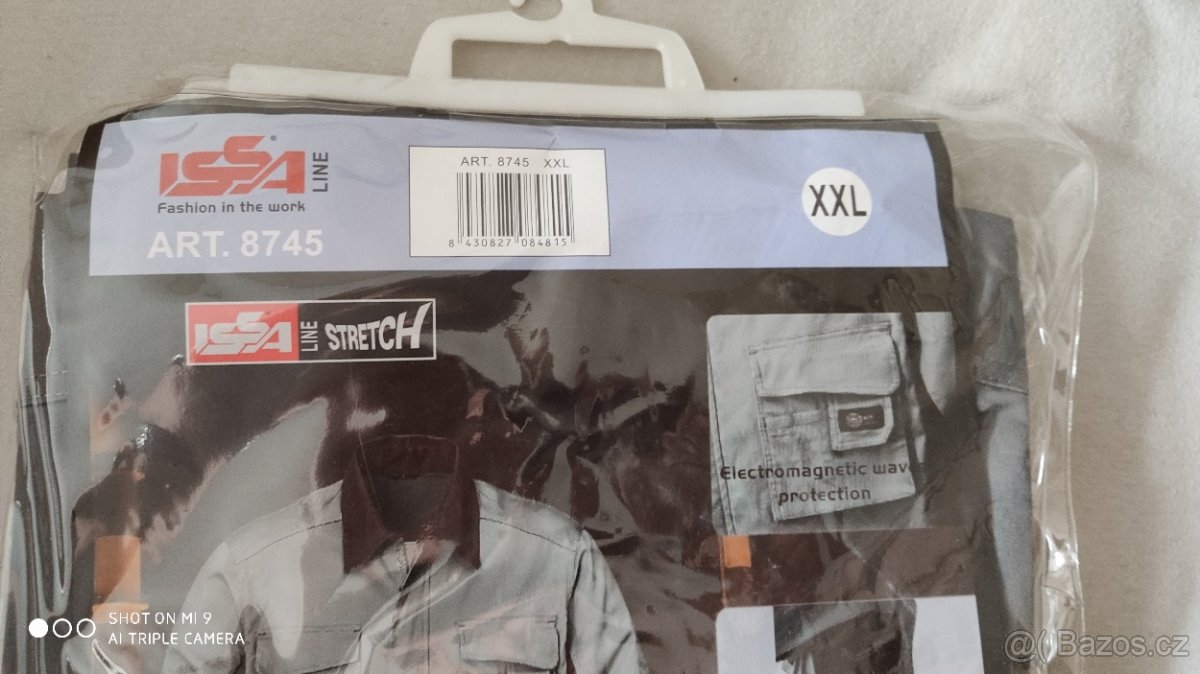 ISSA®
LINE
Fashion in the work
ART. 8745
ART. 8745 XXL
8 430827 084815
XXL
ISSA
LINE
STRETCH
Electromagnetic waves
protection
SHOT ON MI 9
AI TRIPLE CAMERA
@( Bazos.cz